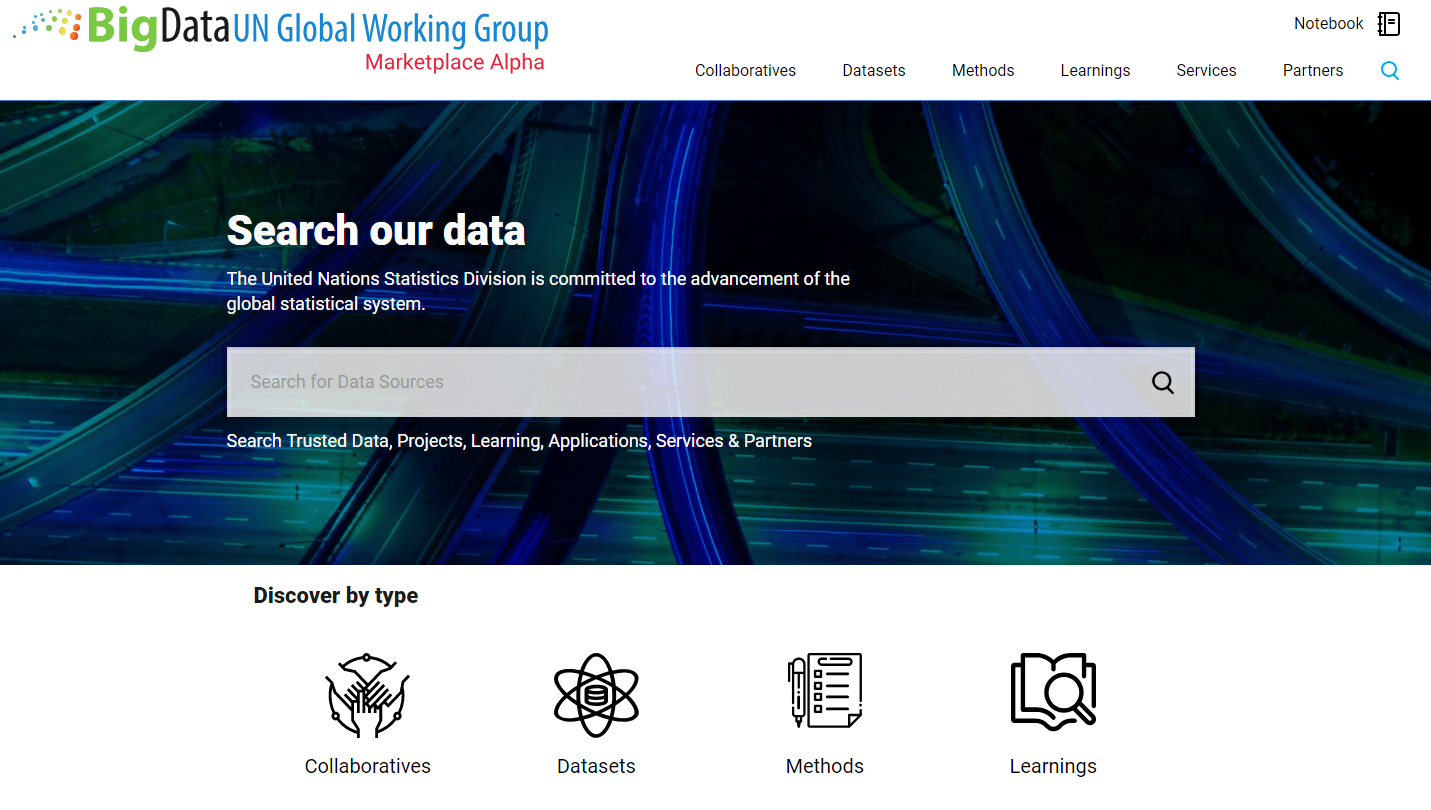 BigData UN Global Working Group
Marketplace Alpha
Notebook
Collaboratives Datasets Methods Learnings Services Partners
Search our data
The United Nations Statistics Division is committed to the advancement of the
global statistical system.
Search for Data Sources
Search Trusted Data, Projects, Learning, Applications, Services & Partners
Discover by type
Collaboratives Datasets Methods Learnings